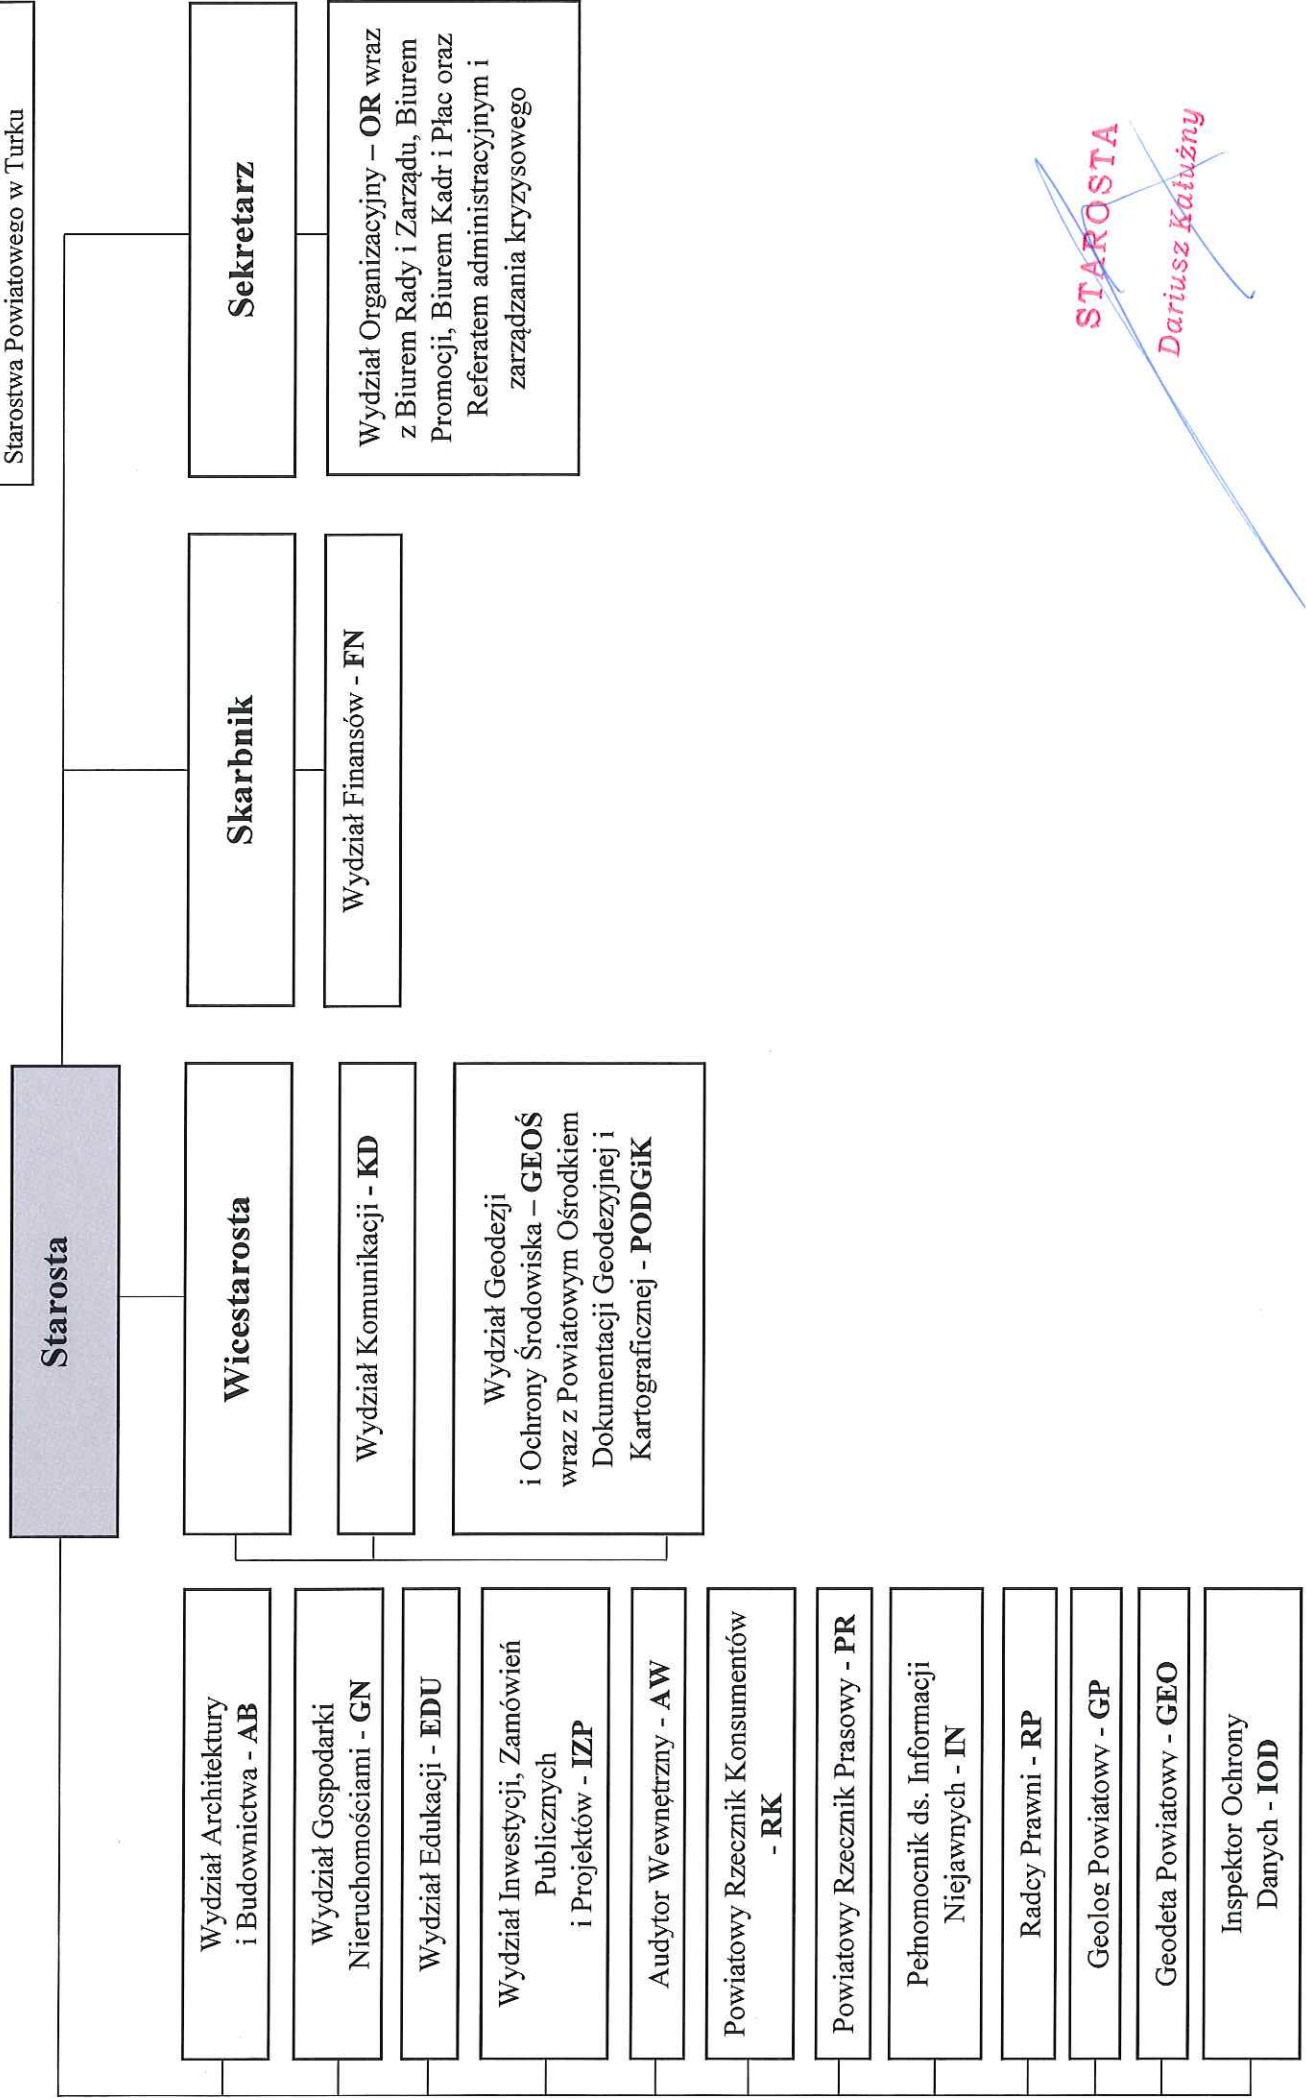 Starostwa Powiatowego w Turku
Starosta
Wicestarosta
Skarbnik
Sekretarz
Wydział Architektury
i Budownictwa - AB
Wydział Gospodarki
Nieruchomościami - GN
Wydział Edukacji - EDU
Wydział Inwestycji, Zamówień
Publicznych
i Projektów - IZP
Audytor Wewnętrzny - AW
Powiatowy Rzecznik Konsumentów
- RK
Powiatowy Rzecznik Prasowy - PR
Pełnomocnik ds. Informacji
Niejawnych - IN
Radcy Prawni - RP
Geolog Powiatowy - GP
Geodeta Powiatowy - GEO
Inspektor Ochrony
Danych - IOD
Wydział Komunikacji - KD
Wydział Geodezji
i Ochrony Środowiska – GEOŚ
wraz z Powiatowym Ośrodkiem
Dokumentacji Geodezyjnej i
Kartograficznej - PODGiK
Wydział Finansów - FN
Wydział Organizacyjny – OR wraz
z Biurem Rady i Zarządu, Biurem
Promocji, Biurem Kadr i Płac oraz
Referatem administracyjnym i
zarządzania kryzysowego
STAROSTA
Dariusz Kałużny